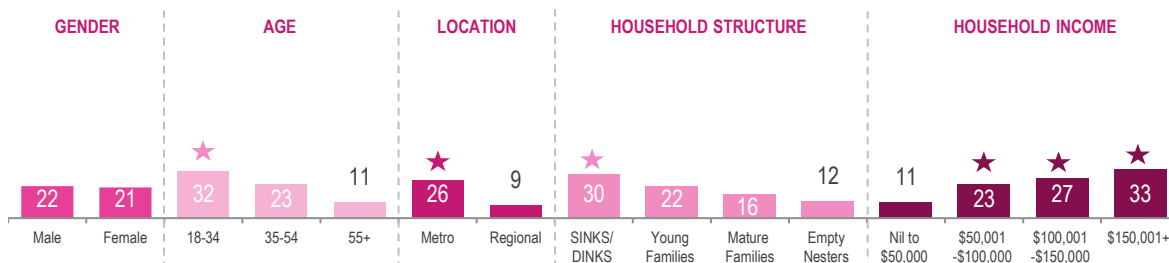 GENDER
AGE
LOCATION
HOUSEHOLD STRUCTURE
HOUSEHOLD INCOME
22
21
32
23
11
26
9
30
22
16
12
11
23
27
33
Male
Female
18-34
35-54
55+
Metro
Regional
SINKS/
DINKS
Young
Families
Mature
Families
Empty
Nesters
Nil to
$50,000
$50,001
-$100,000
$100,001
-$150,000
$150,001+